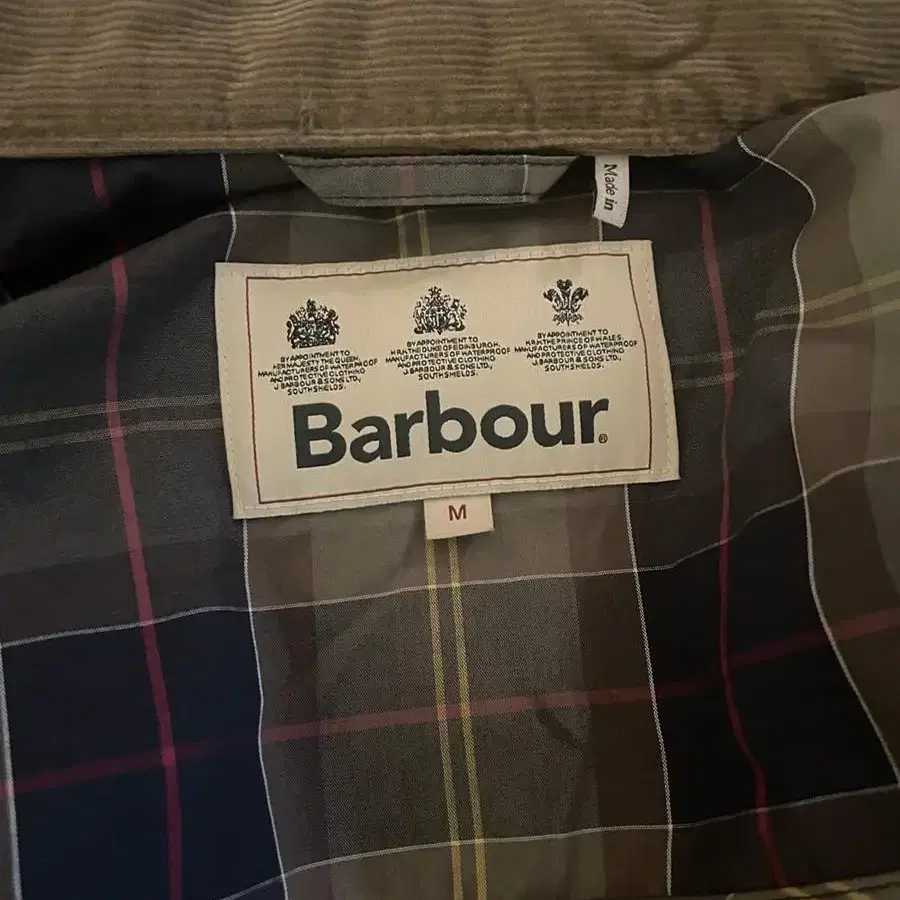 Made in
BY APPOINTMENT TO
HER MAJESTY THE QUEEN,
MANUFACTURERS OF WATERPROOF
AND PROTECTIVE CLOTHING
J. BARBOUR & SONS LTD.,
SOUTH SHIELDS.
BY APPOINTMENT TO
H.R.H. THE DUKE OF EDINBURGH,
MANUFACTURERS OF WATERPROOF
AND PROTECTIVE CLOTHING
J. BARBOUR & SONS LTD.,
SOUTH SHIELDS.
BY APPOINTMENT TO
H.R.H. THE PRINCE OF WALES,
MANUFACTURERS OF WATERPROOF
AND PROTECTIVE CLOTHING
J. BARBOUR & SONS LTD.,
SOUTH SHIELDS.
Barbour®
M